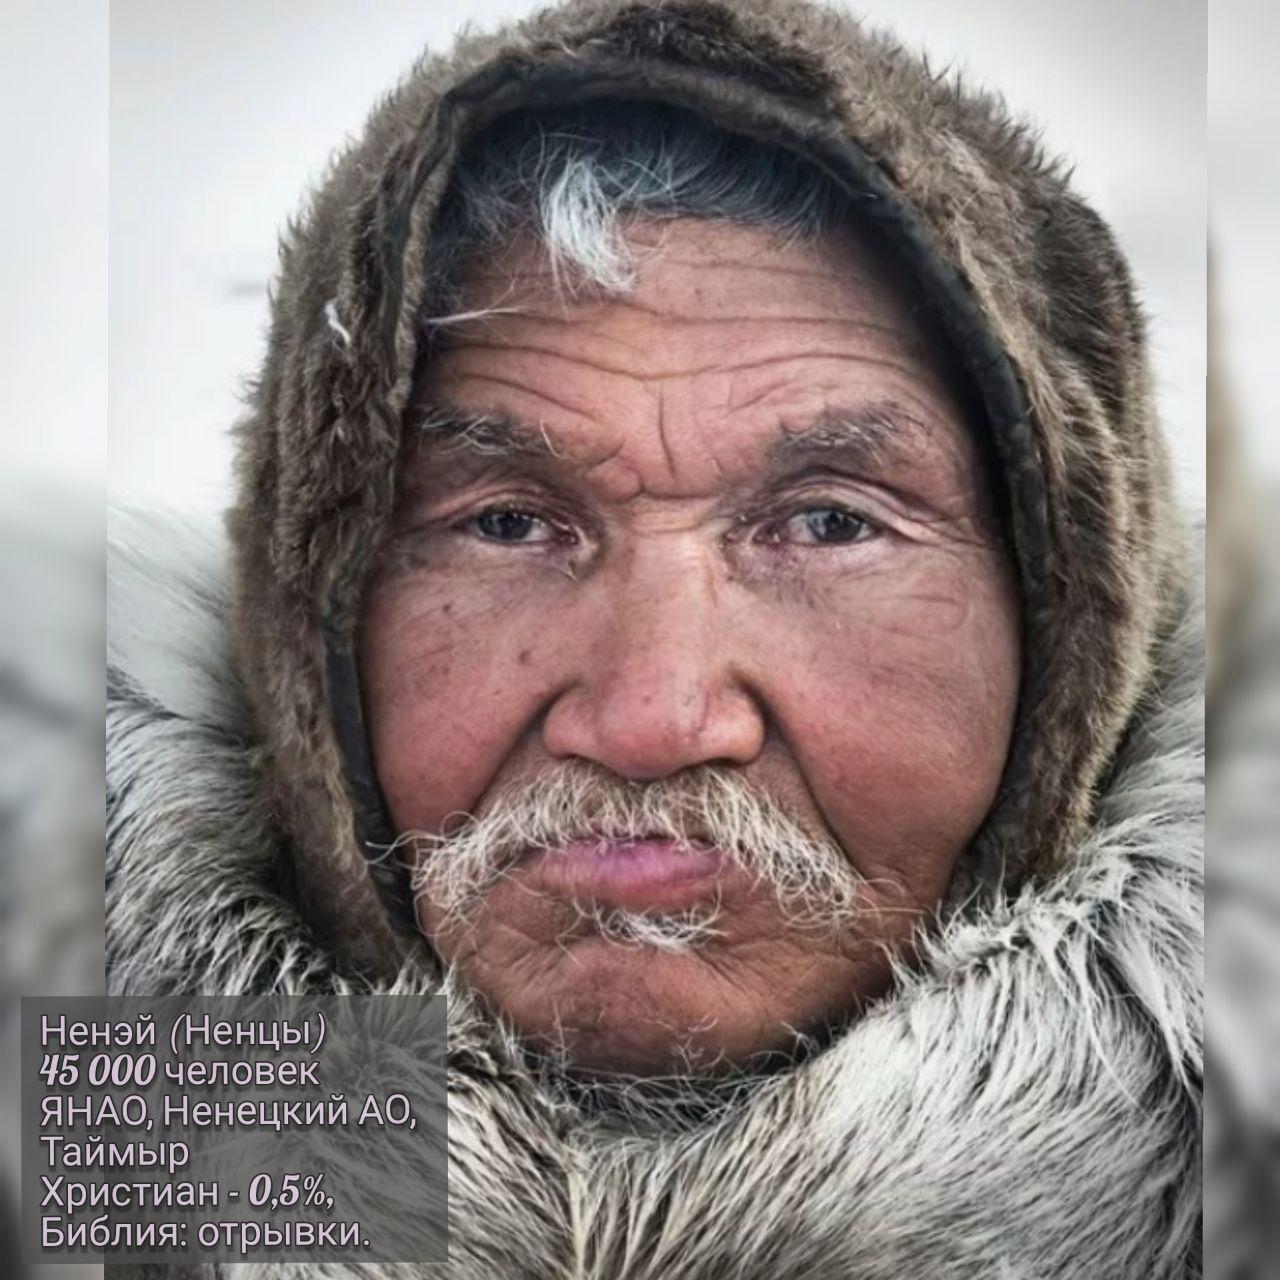 Ненэй (Ненцы)
45 000 человек
ЯНАО, Ненецкий АО,
Таймыр
Христиан - 0,5%,
Библия: отрывки.